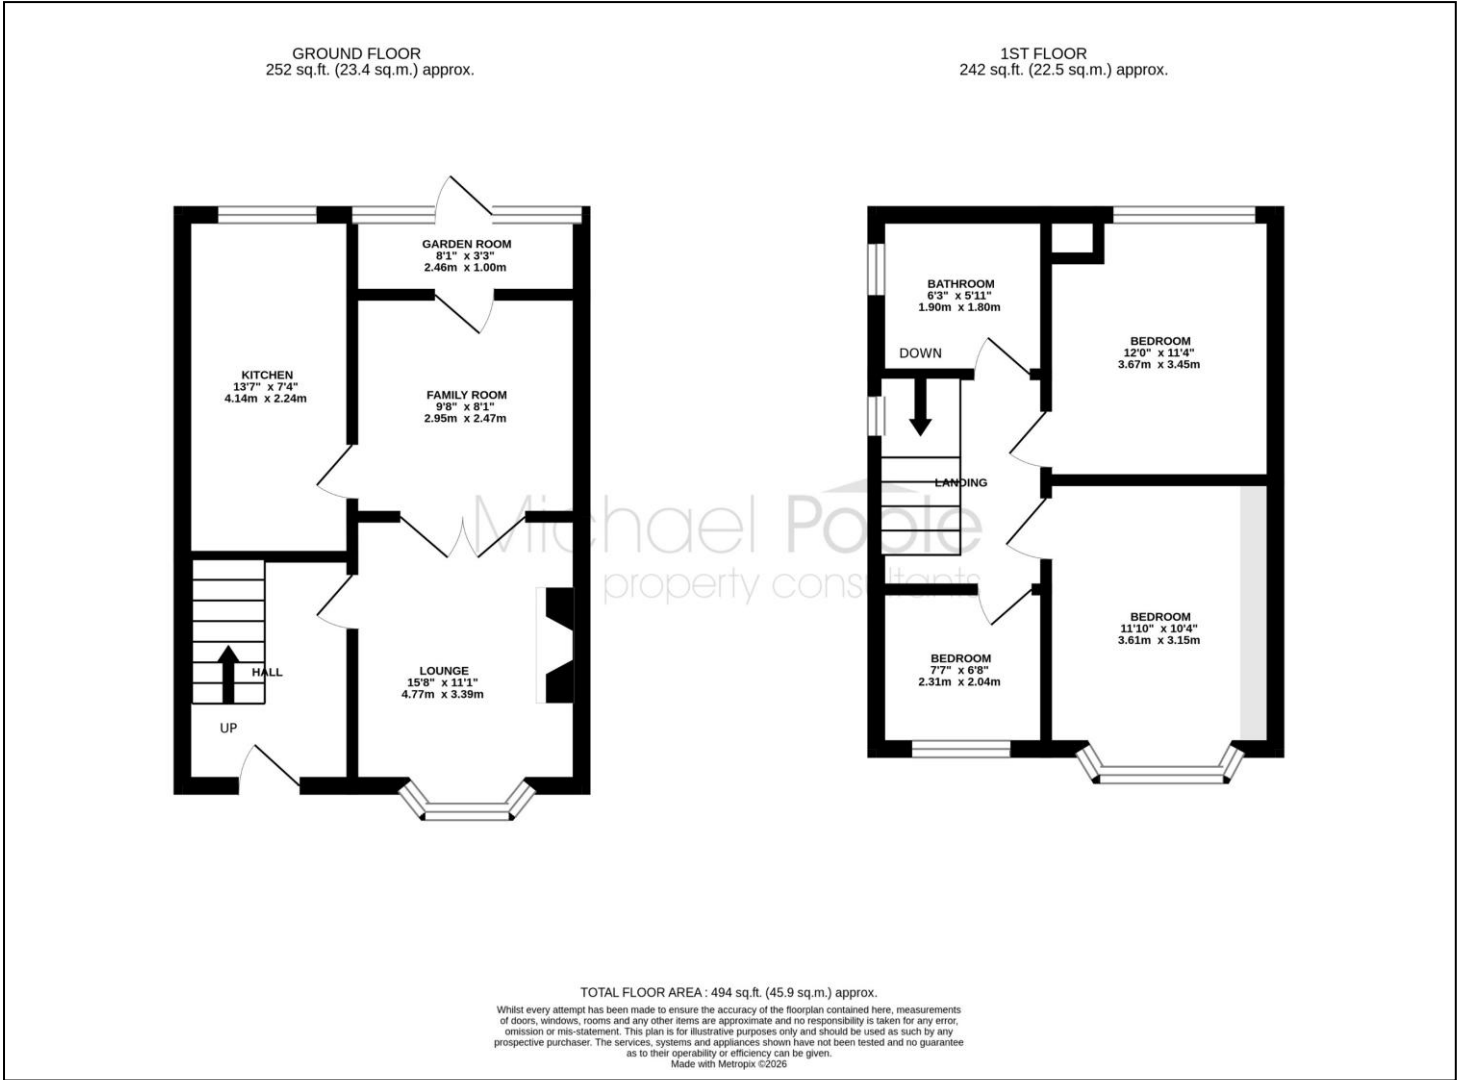 GROUND FLOOR
252 sq.ft. (23.4 sq.m.) approx.
1ST FLOOR
242 sq.ft. (22.5 sq.m.) approx.
GARDEN ROOM
8'1" x 3'3"
2.46m x 1.00m
KITCHEN
13'7" x 7'4"
4.14m x 2.24m
FAMILY ROOM
9'8" x 8'1"
2.95m x 2.47m
HALL
UP
LOUNGE
15'8" x 11'1"
4.77m x 3.39m
BATHROOM
6'3" x 5'11"
1.90m x 1.80m
DOWN
BEDROOM
12'0" x 11'4"
3.67m x 3.45m
LANDING
BEDROOM
11'10" x 10'4"
3.61m x 3.15m
BEDROOM
7'7" x 6'8"
2.31m x 2.04m
Michael Poole
property consultants
TOTAL FLOOR AREA : 494 sq.ft. (45.9 sq.m.) approx.
Whilst every attempt has been made to ensure the accuracy of the floorplan contained here, measurements
of doors, windows, rooms and any other items are approximate and no responsibility is taken for any error,
omission or mis-statement. This plan is for illustrative purposes only and should be used as such by any
prospective purchaser. The services, systems and appliances shown have not been tested and no guarantee
as to their operability or efficiency can be given.
Made with Metropix ©2026